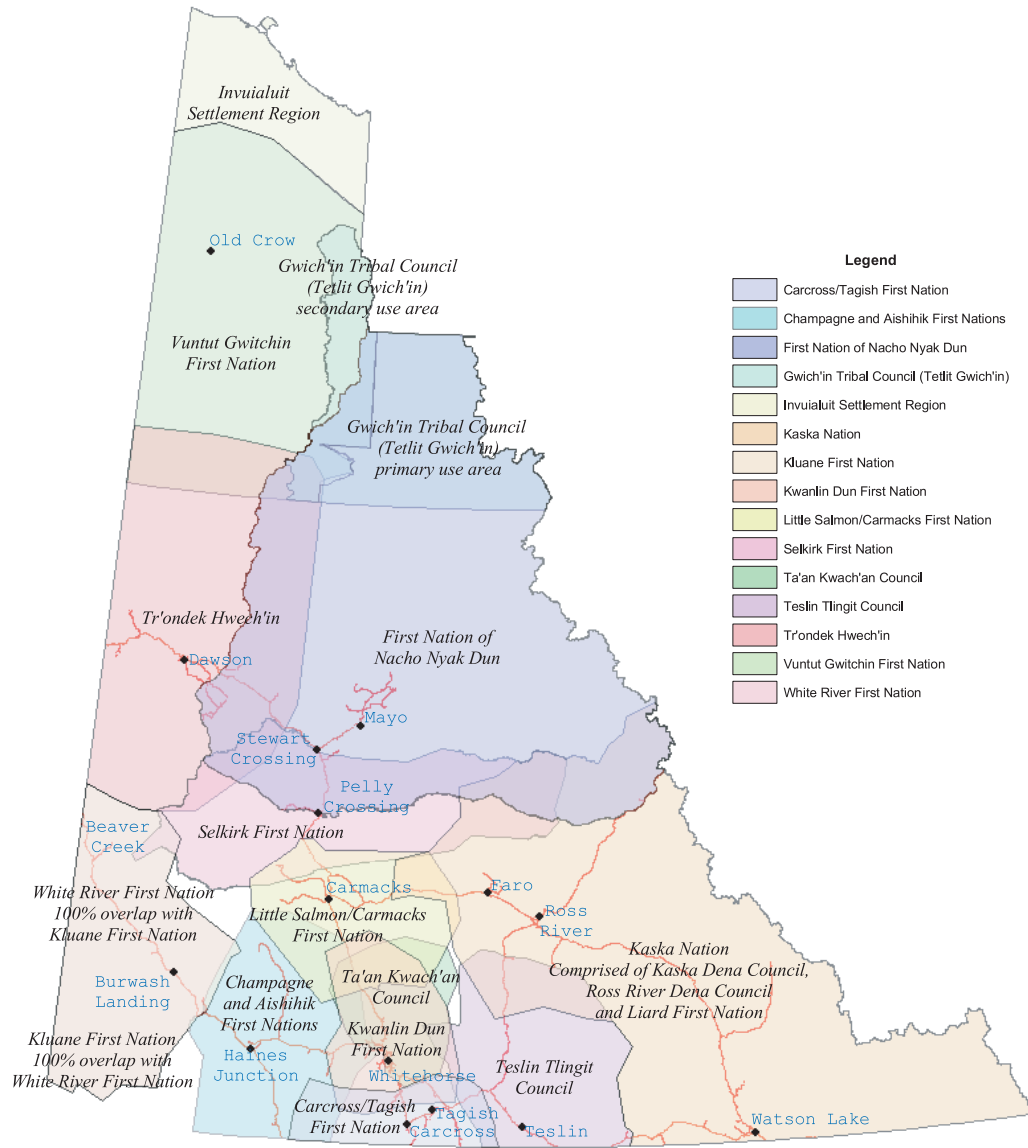 Invuialuit
Settlement Region
Old Crow
Gwich'in Tribal Council
(Tetlit Gwich'in)
secondary use area
Vuntut Gwitchin
First Nation
Gwich'in Tribal Council
(Tetlit Gwich'in)
primary use area
Tr'ondek Hwech'in
First Nation of
Nacho Nyak Dun
Dawson
Mayo
Stewart
Crossing
Pelly
Crossing
Selkirk First Nation
Beaver
Creek
White River First Nation
100% overlap with
Kluane First Nation
Carmacks
Little Salmon/Carmacks
First Nation
Faro
Ross
River
Kaska Nation
Comprised of Kaska Dena Council,
Ross River Dena Council
and Liard First Nation
Burwash
Landing
Champagne
and Aishihik
First Nations
Ta'an Kwach'an
Council
Kwanlin Dun
First Nation
Kluane First Nation
100% overlap with
White River First Nation
Haines
Junction
Whitehorse
Teslin Tlingit
Council
Carcross/Tagish
First Nation
Tagish
Carcross
Teslin
Watson Lake
Legend
Carcross/Tagish First Nation
Champagne and Aishihik First Nations
First Nation of Nacho Nyak Dun
Gwich'in Tribal Council (Tetlit Gwich'in)
Invuialuit Settlement Region
Kaska Nation
Kluane First Nation
Kwanlin Dun First Nation
Little Salmon/Carmacks First Nation
Selkirk First Nation
Ta'an Kwach'an Council
Teslin Tlingit Council
Tr'ondek Hwech'in
Vuntut Gwitchin First Nation
White River First Nation